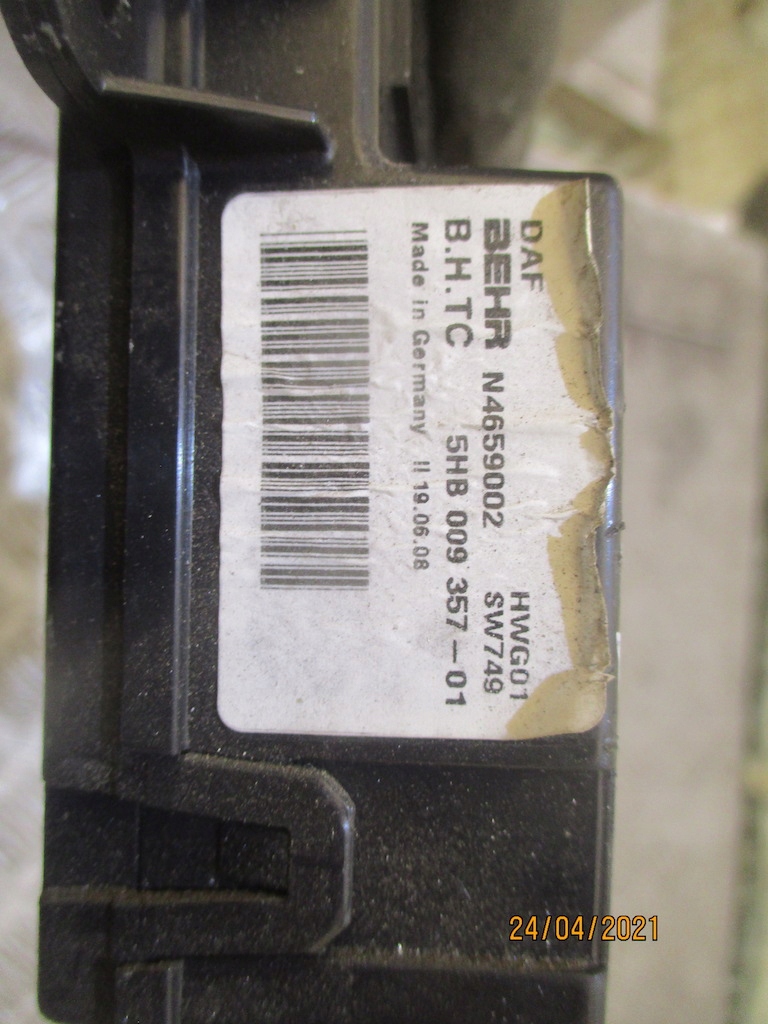 DAF HWG01
BEHR N4659002 SW749
B.H.TC 5HB 009 357-01
Made in Germany II 19.06.08
24/04/2021